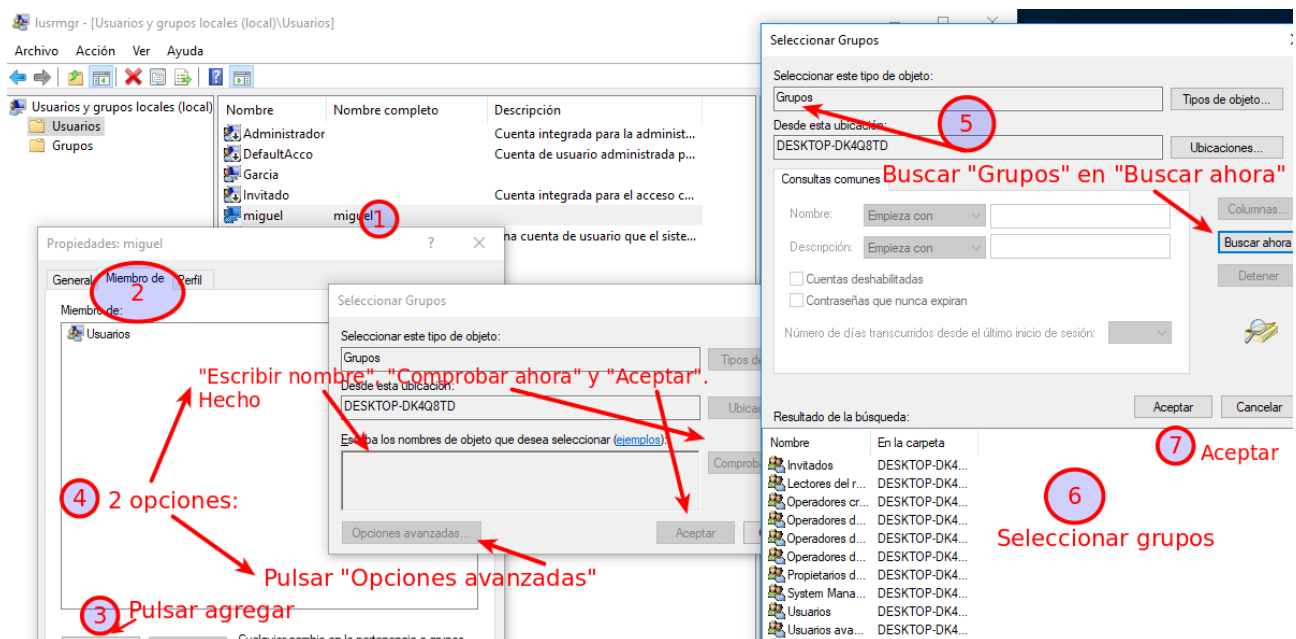 lusrmgr - [Usuarios y grupos locales (local)\Usuarios]
Archivo Acción Ver Ayuda
Usuarios y grupos locales (local)
Usuarios
Grupos
Nombre Nombre completo Descripción
Administrador Cuenta integrada para la administ...
DefaultAcco Cuenta de usuario administrada p...
Garcia
Invitado Cuenta integrada para el acceso c...
miguel miguel
1
na cuenta de usuario que el siste...
Propiedades: miguel
General Miembro de Perfil
2
Miembro de:
Usuarios
4 2 opciones:
"Escribir nombre", "Comprobar ahora" y "Aceptar".
Hecho
Pulsar "Opciones avanzadas"
3 Pulsar agregar
Cualquier cambio en la pertenencia a grupos
Seleccionar Grupos
Seleccionar este tipo de objeto:
Grupos
Tipos de
Desde esta ubicación:
DESKTOP-DK4Q8TD
Ubicac
Escriba los nombres de objeto que desea seleccionar (ejemplos):
Comprob
Opciones avanzadas...
Aceptar
Seleccionar Grupos
Seleccionar este tipo de objeto:
Grupos
Tipos de objeto...
5
Desde esta ubicación:
DESKTOP-DK4Q8TD
Ubicaciones...
Buscar "Grupos" en "Buscar ahora"
Consultas comunes
Nombre: Empieza con
Columnas...
Descripción: Empieza con
Buscar ahora
Cuentas deshabilitadas
Detener
Contraseñas que nunca expiran
Número de días transcurridos desde el último inicio de sesión:
Aceptar Cancelar
Resultado de la búsqueda:
7 Aceptar
Nombre En la carpeta
Invitados DESKTOP-DK4...
Lectores del r... DESKTOP-DK4...
Operadores cr... DESKTOP-DK4...
Operadores d... DESKTOP-DK4...
Operadores d... DESKTOP-DK4...
Operadores d... DESKTOP-DK4...
Propietarios d... DESKTOP-DK4...
System Mana... DESKTOP-DK4...
Usuarios DESKTOP-DK4...
Usuarios ava... DESKTOP-DK4...
6
Seleccionar grupos